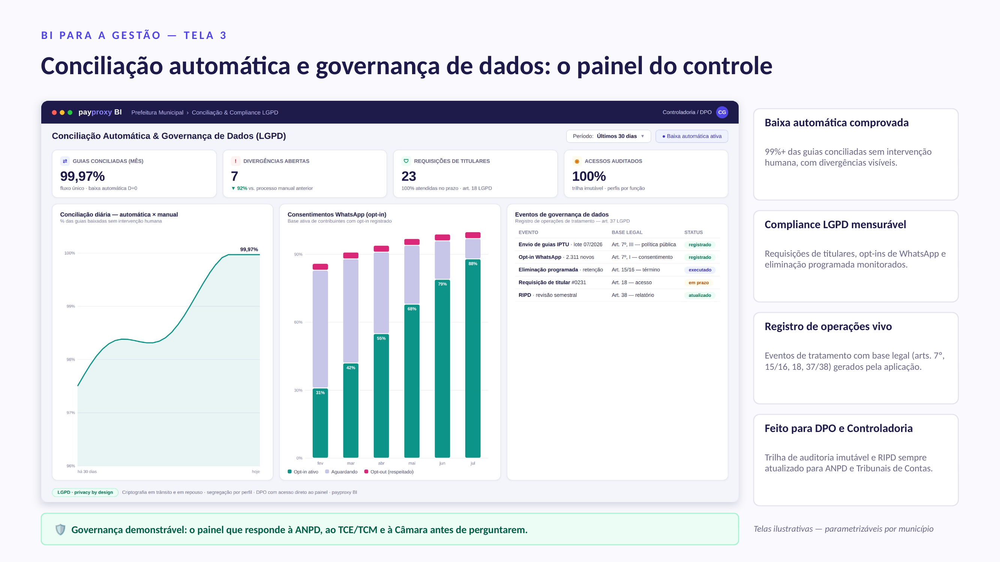 BI PARA A GESTÃO — TELA 3
Conciliação automática e governança de dados: o painel do controle
payproxy BI
Prefeitura Municipal › Conciliação & Compliance LGPD
Controladoria / DPO
CG
Conciliação Automática & Governança de Dados (LGPD)
Período: Últimos 30 dias ▼
● Baixa automática ativa
⇄ GUIAS CONCILIADAS (MÊS)
99,97%
fluxo único · baixa automática D+0
! DIVERGÊNCIAS ABERTAS
7
▼ 92% vs. processo manual anterior
REQUISIÇÕES DE TITULARES
23
100% atendidas no prazo · art. 18 LGPD
ACESSOS AUDITADOS
100%
trilha imutável · perfis por função
Conciliação diária — automática × manual
% das guias baixadas sem intervenção humana
99,97%
100%
99%
98%
97%
96%
há 30 dias
hoje
Consentimentos WhatsApp (opt-in)
Base ativa de contribuintes com opt-in registrado
90%
60%
30%
0%
31%
42%
55%
68%
79%
88%
fev
mar
abr
mai
jun
jul
Opt-in ativo
Aguardando
Opt-out (respeitado)
Eventos de governança de dados
Registro de operações de tratamento — art. 37 LGPD
EVENTO BASE LEGAL STATUS
Envio de guias IPTU · lote 07/2026 Art. 7º, III — política pública registrado
Opt-in WhatsApp · 2.311 novos Art. 7º, I — consentimento registrado
Eliminação programada · retenção Art. 15/16 — término executado
Requisição de titular #0231 Art. 18 — acesso em prazo
RIPD · revisão semestral Art. 38 — relatório atualizado
LGPD · privacy by design
Criptografia em trânsito e em repouso · segregação por perfil · DPO com acesso direto ao painel · payproxy BI
Baixa automática comprovada
99%+ das guias conciliadas sem intervenção
humana, com divergências visíveis.
Compliance LGPD mensurável
Requisições de titulares, opt-ins de WhatsApp e
eliminação programada monitorados.
Registro de operações vivo
Eventos de tratamento com base legal (arts. 7º,
15/16, 18, 37/38) gerados pela aplicação.
Feito para DPO e Controladoria
Trilha de auditoria imutável e RIPD sempre
atualizado para ANPD e Tribunais de Contas.
🛡️ Governança demonstrável: o painel que responde à ANPD, ao TCE/TCM e à Câmara antes de perguntarem.
Telas ilustrativas — parametrizáveis por município